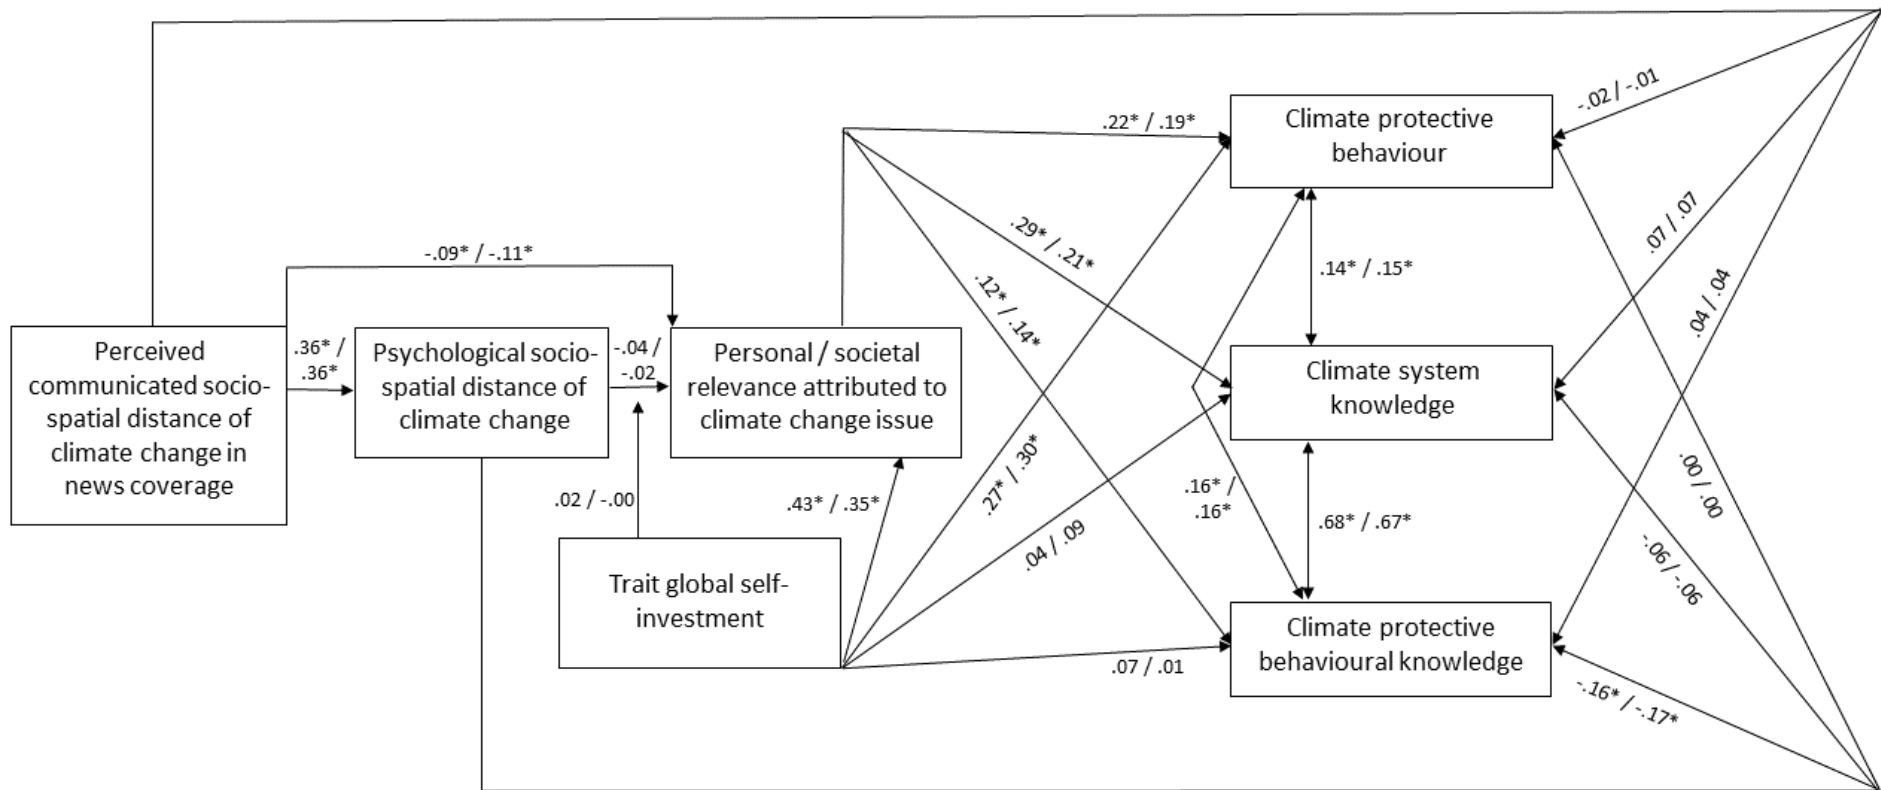 -.02 / -.01
Climate protective
behaviour
.22* / .19*
.07 / .07
.29* / .21*
-.09* / -.11*
.14* / .15*
.12* / .14*
.04 / .04
Perceived
communicated socio-
spatial distance of
climate change in
news coverage
.36* /
.36*
Psychological socio-
spatial distance of
climate change
-.04 /
-.02
Personal / societal
relevance attributed to
climate change issue
Climate system
knowledge
.27* / .30*
.00 / .00
.02 / -.00
.43* / .35*
.16* /
.16*
.68* / .67*
.04 / .09
-.06 / -.06
Trait global self-
investment
Climate protective
behavioural knowledge
.07 / .01
-.16* / -.17*